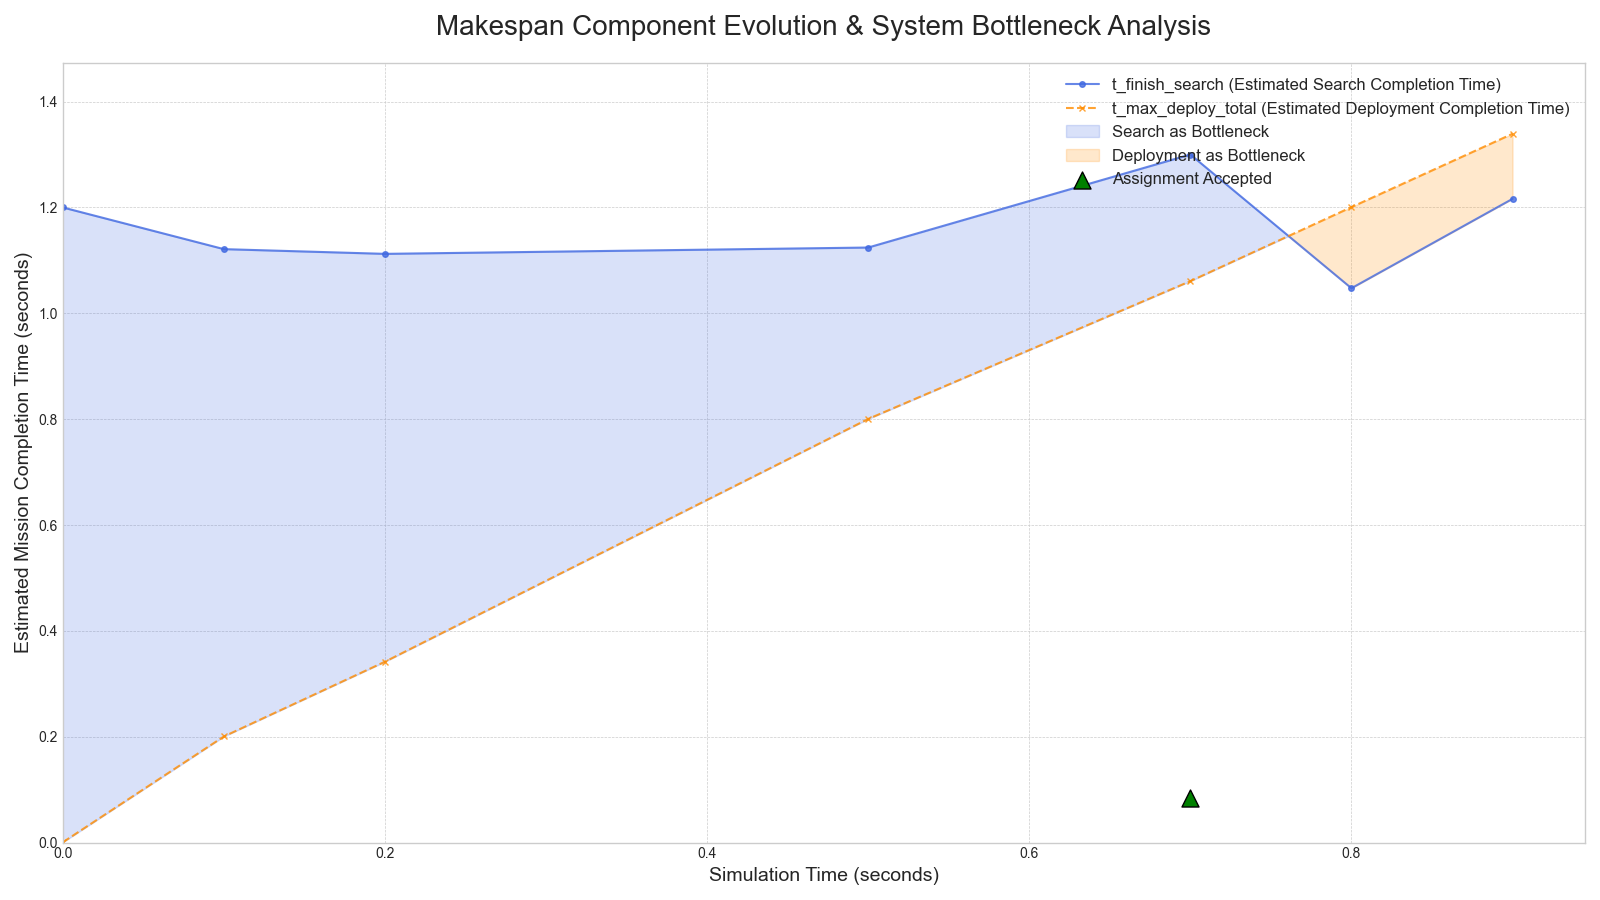 Makespan Component Evolution & System Bottleneck Analysis
t_finish_search (Estimated Search Completion Time)
t_max_deploy_total (Estimated Deployment Completion Time)
Search as Bottleneck
Deployment as Bottleneck
Assignment Accepted
Estimated Mission Completion Time (seconds)
1.4
1.2
1.0
0.8
0.6
0.4
0.2
0.0
0.0 0.2 0.4 0.6 0.8
Simulation Time (seconds)